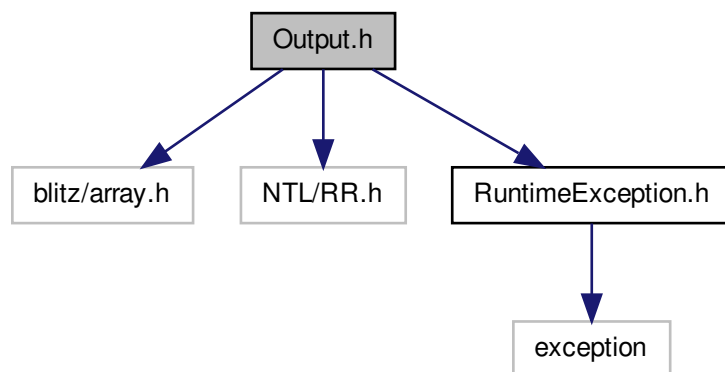 Output.h
blitz/array.h
NTL/RR.h
RuntimeException.h
exception